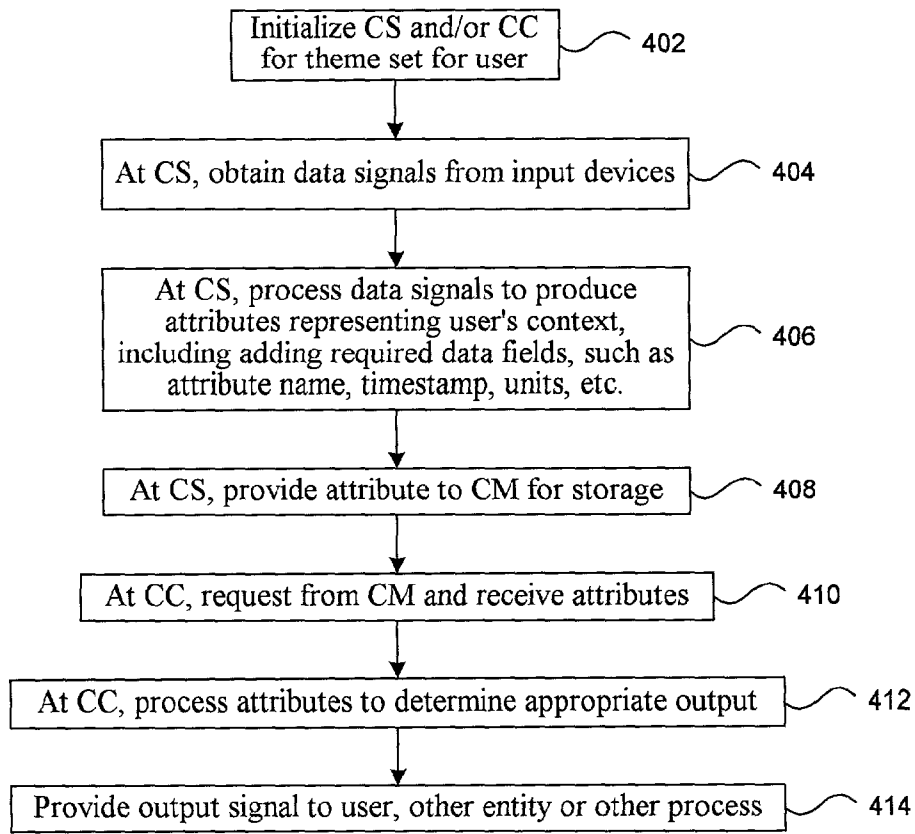 Initialize CS and/or CC
for theme set for user
402
At CS, obtain data signals from input devices
404
At CS, process data signals to produce
attributes representing user's context,
including adding required data fields, such as
attribute name, timestamp, units, etc.
406
At CS, provide attribute to CM for storage
408
At CC, request from CM and receive attributes
410
At CC, process attributes to determine appropriate output
412
Provide output signal to user, other entity or other process
414